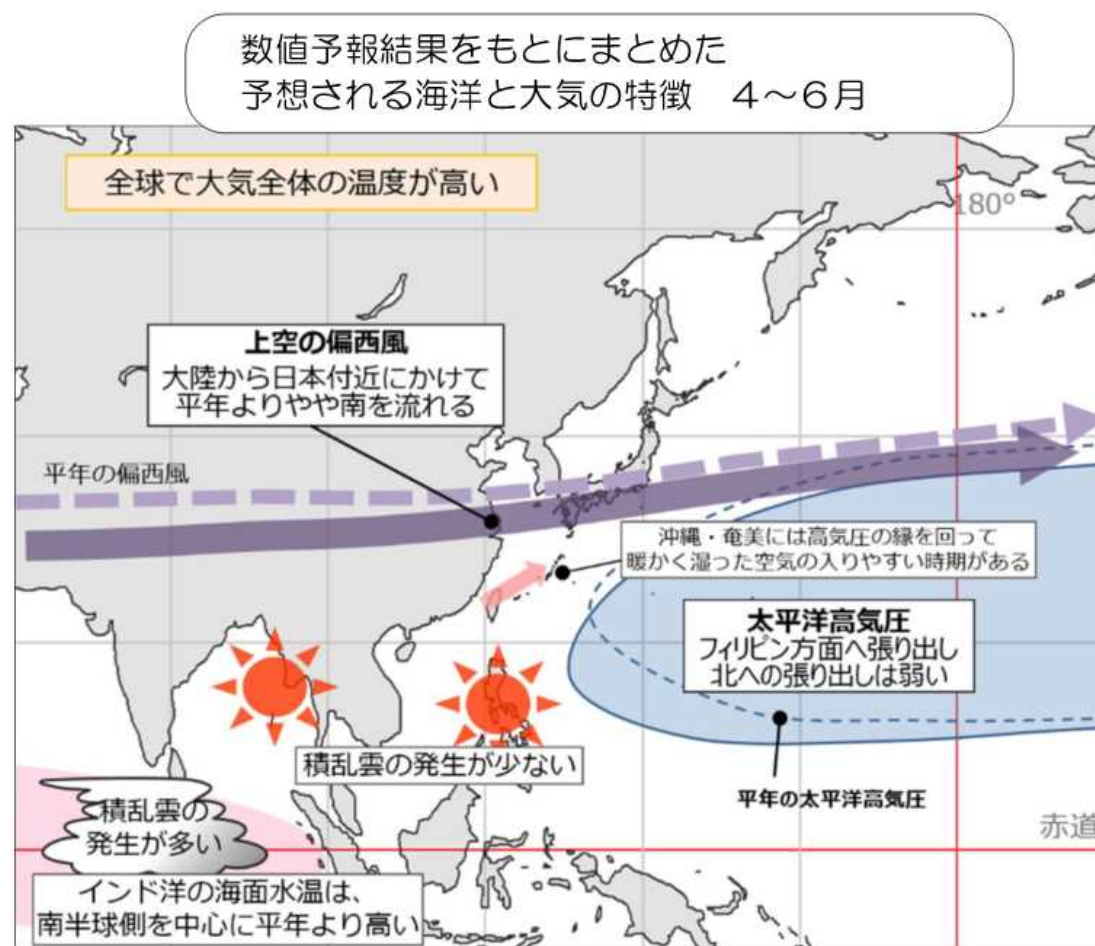 数値予報結果をもとにまとめた
予想される海洋と大気の特徴　4～6月
全球で大気全体の温度が高い
180°
上空の偏西風
大陸から日本付近にかけて
平年よりやや南を流れる
平年の偏西風
沖縄・奄美には高気圧の縁を回って
暖かく湿った空気の入りやすい時期がある
太平洋高気圧
フィリピン方面へ張り出し
北への張り出しは弱い
積乱雲の発生が少ない
平年の太平洋高気圧
積乱雲の
発生が多い
赤道
インド洋の海面水温は、
南半球側を中心に平年より高い